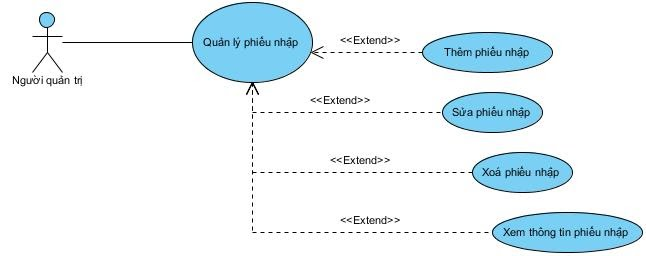 Quản lý phiếu nhập
<<Extend>>
Thêm phiếu nhập
Người quản trị
<<Extend>>
Sửa phiếu nhập
<<Extend>>
Xoá phiếu nhập
<<Extend>>
Xem thông tin phiếu nhập